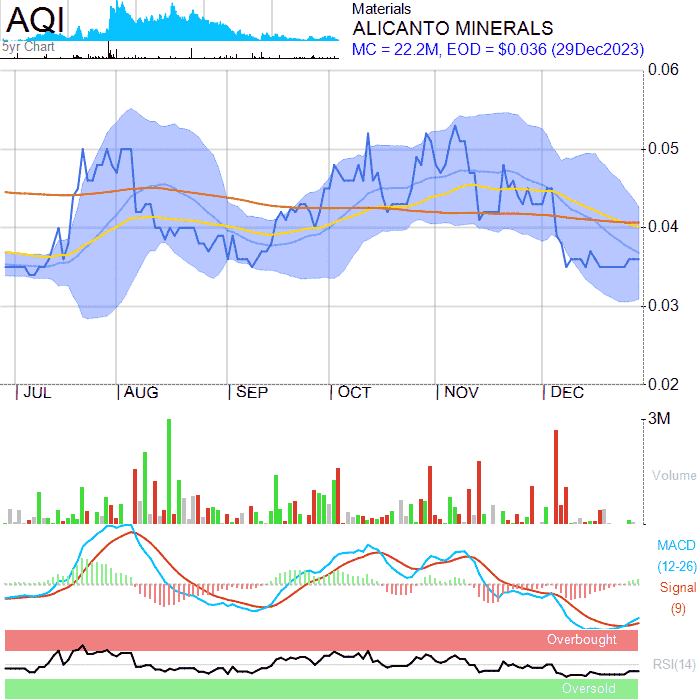 AQI
5yr Chart
Materials
ALICANTO MINERALS
MC = 22.2M, EOD = $0.036 (29Dec2023)
0.06
0.05
0.04
0.03
0.02
JUL AUG SEP OCT NOV DEC
3M
Volume
MACD
(12-26)
Signal
(9)
Overbought
RSI(14)
Oversold